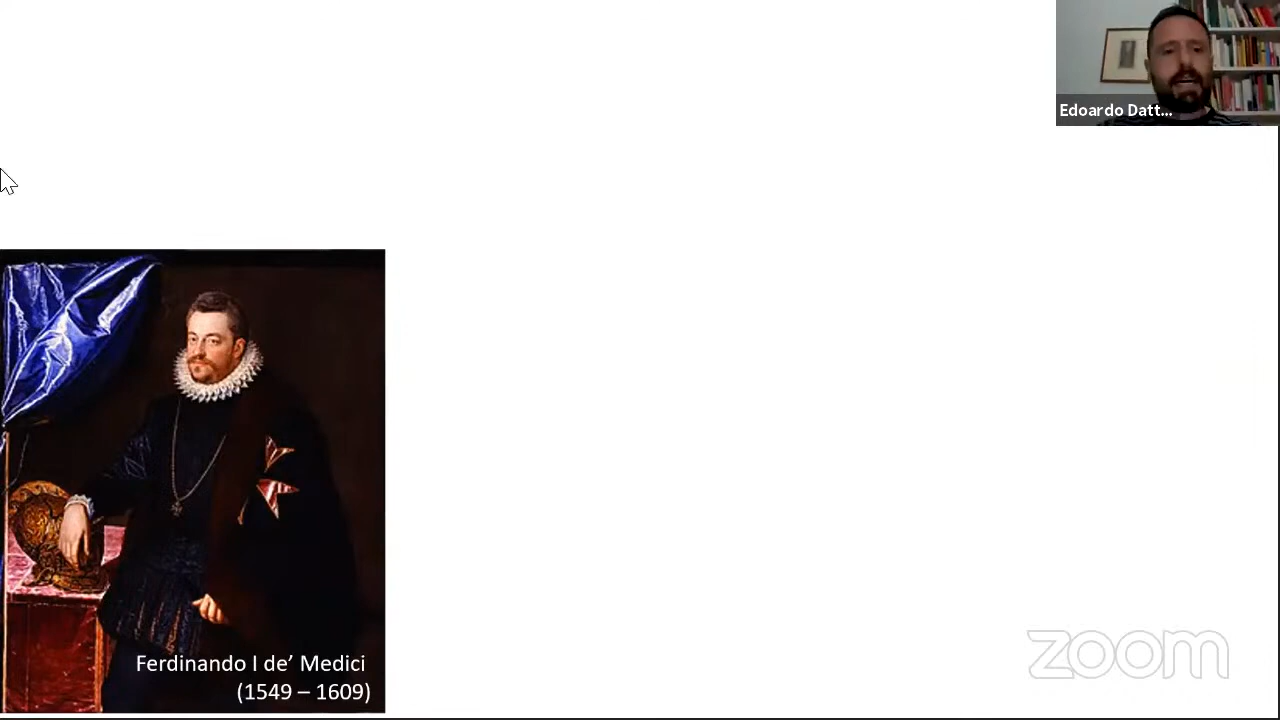 Edoardo Datt...
Ferdinando I de’ Medici
(1549 – 1609)
zoom